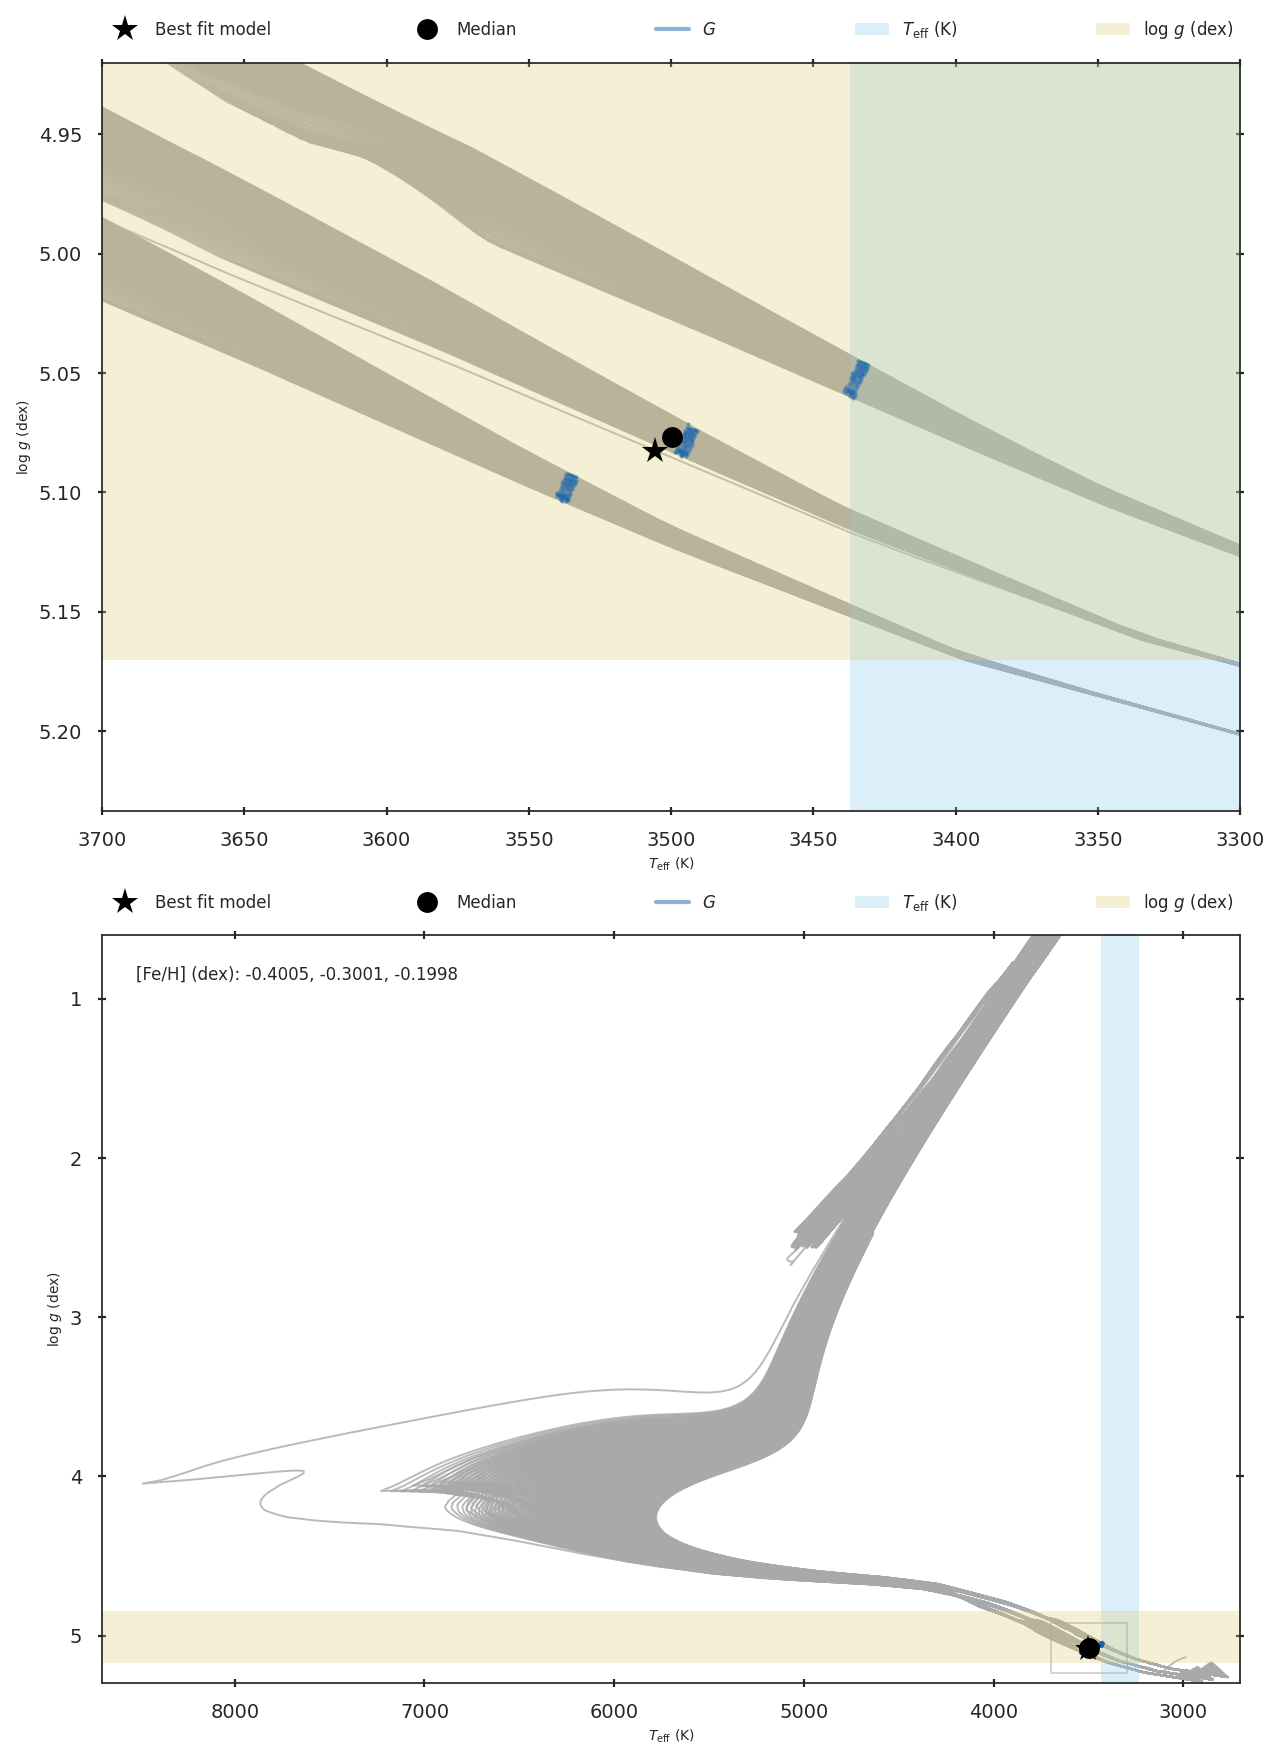 Best fit model Median G Teff (K) log g (dex)
4.95
5.00
5.05
5.10
5.15
5.20
log g (dex)
3700 3650 3600 3550 3500 3450 3400 3350 3300
Teff (K)
Best fit model Median G Teff (K) log g (dex)
[Fe/H] (dex): -0.4005, -0.3001, -0.1998
1
2
3
4
5
log g (dex)
8000 7000 6000 5000 4000 3000
Teff (K)